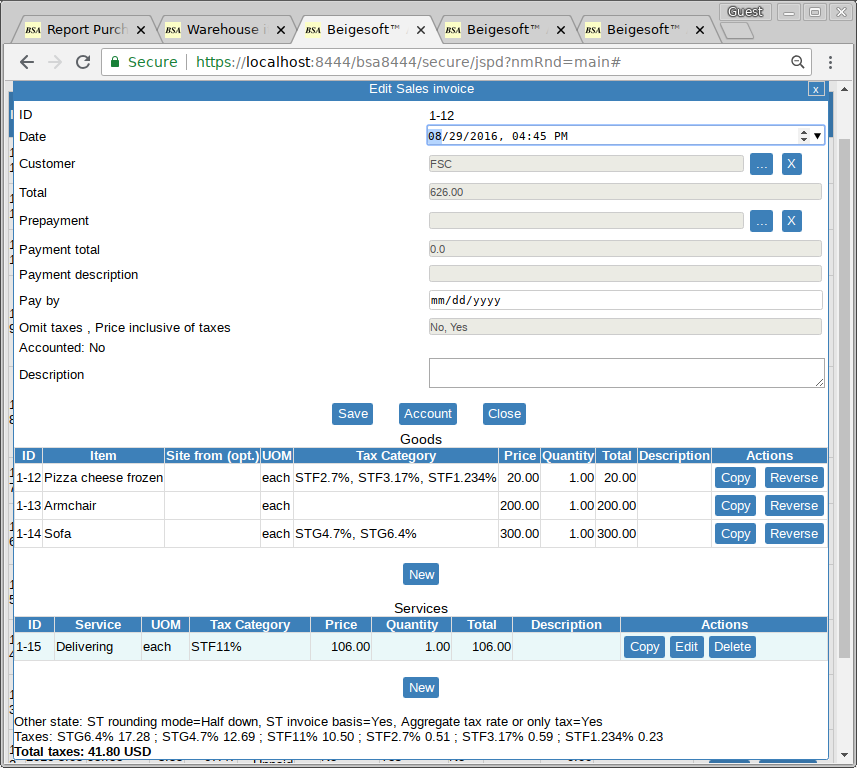 Guest
BSA Report Purch
BSA Warehouse
BSA Beigesoft™
BSA Beigesoft™
BSA Beigesoft™
Secure https://localhost:8444/bsa8444/secure/jspd?nmRnd=main#
Edit Sales invoice x
ID 1-12
Date 08/29/2016, 04:45 PM
Customer FSC ... X
Total 626.00
Prepayment ... X
Payment total 0.0
Payment description
Pay by mm/dd/yyyy
Omit taxes , Price inclusive of taxes No, Yes
Accounted: No
Description
Save Account Close
Goods
ID Item Site from (opt.) UOM Tax Category Price Quantity Total Description Actions
1-12 Pizza cheese frozen each STF2.7%, STF3.17%, STF1.234% 20.00 1.00 20.00 Copy Reverse
1-13 Armchair each 200.00 1.00 200.00 Copy Reverse
1-14 Sofa each STG4.7%, STG6.4% 300.00 1.00 300.00 Copy Reverse
New
Services
ID Service UOM Tax Category Price Quantity Total Description Actions
1-15 Delivering each STF11% 106.00 1.00 106.00 Copy Edit Delete
New
Other state: ST rounding mode=Half down, ST invoice basis=Yes, Aggregate tax rate or only tax=Yes
Taxes: STG6.4% 17.28 ; STG4.7% 12.69 ; STF11% 10.50 ; STF2.7% 0.51 ; STF3.17% 0.59 ; STF1.234% 0.23
Total taxes: 41.80 USD